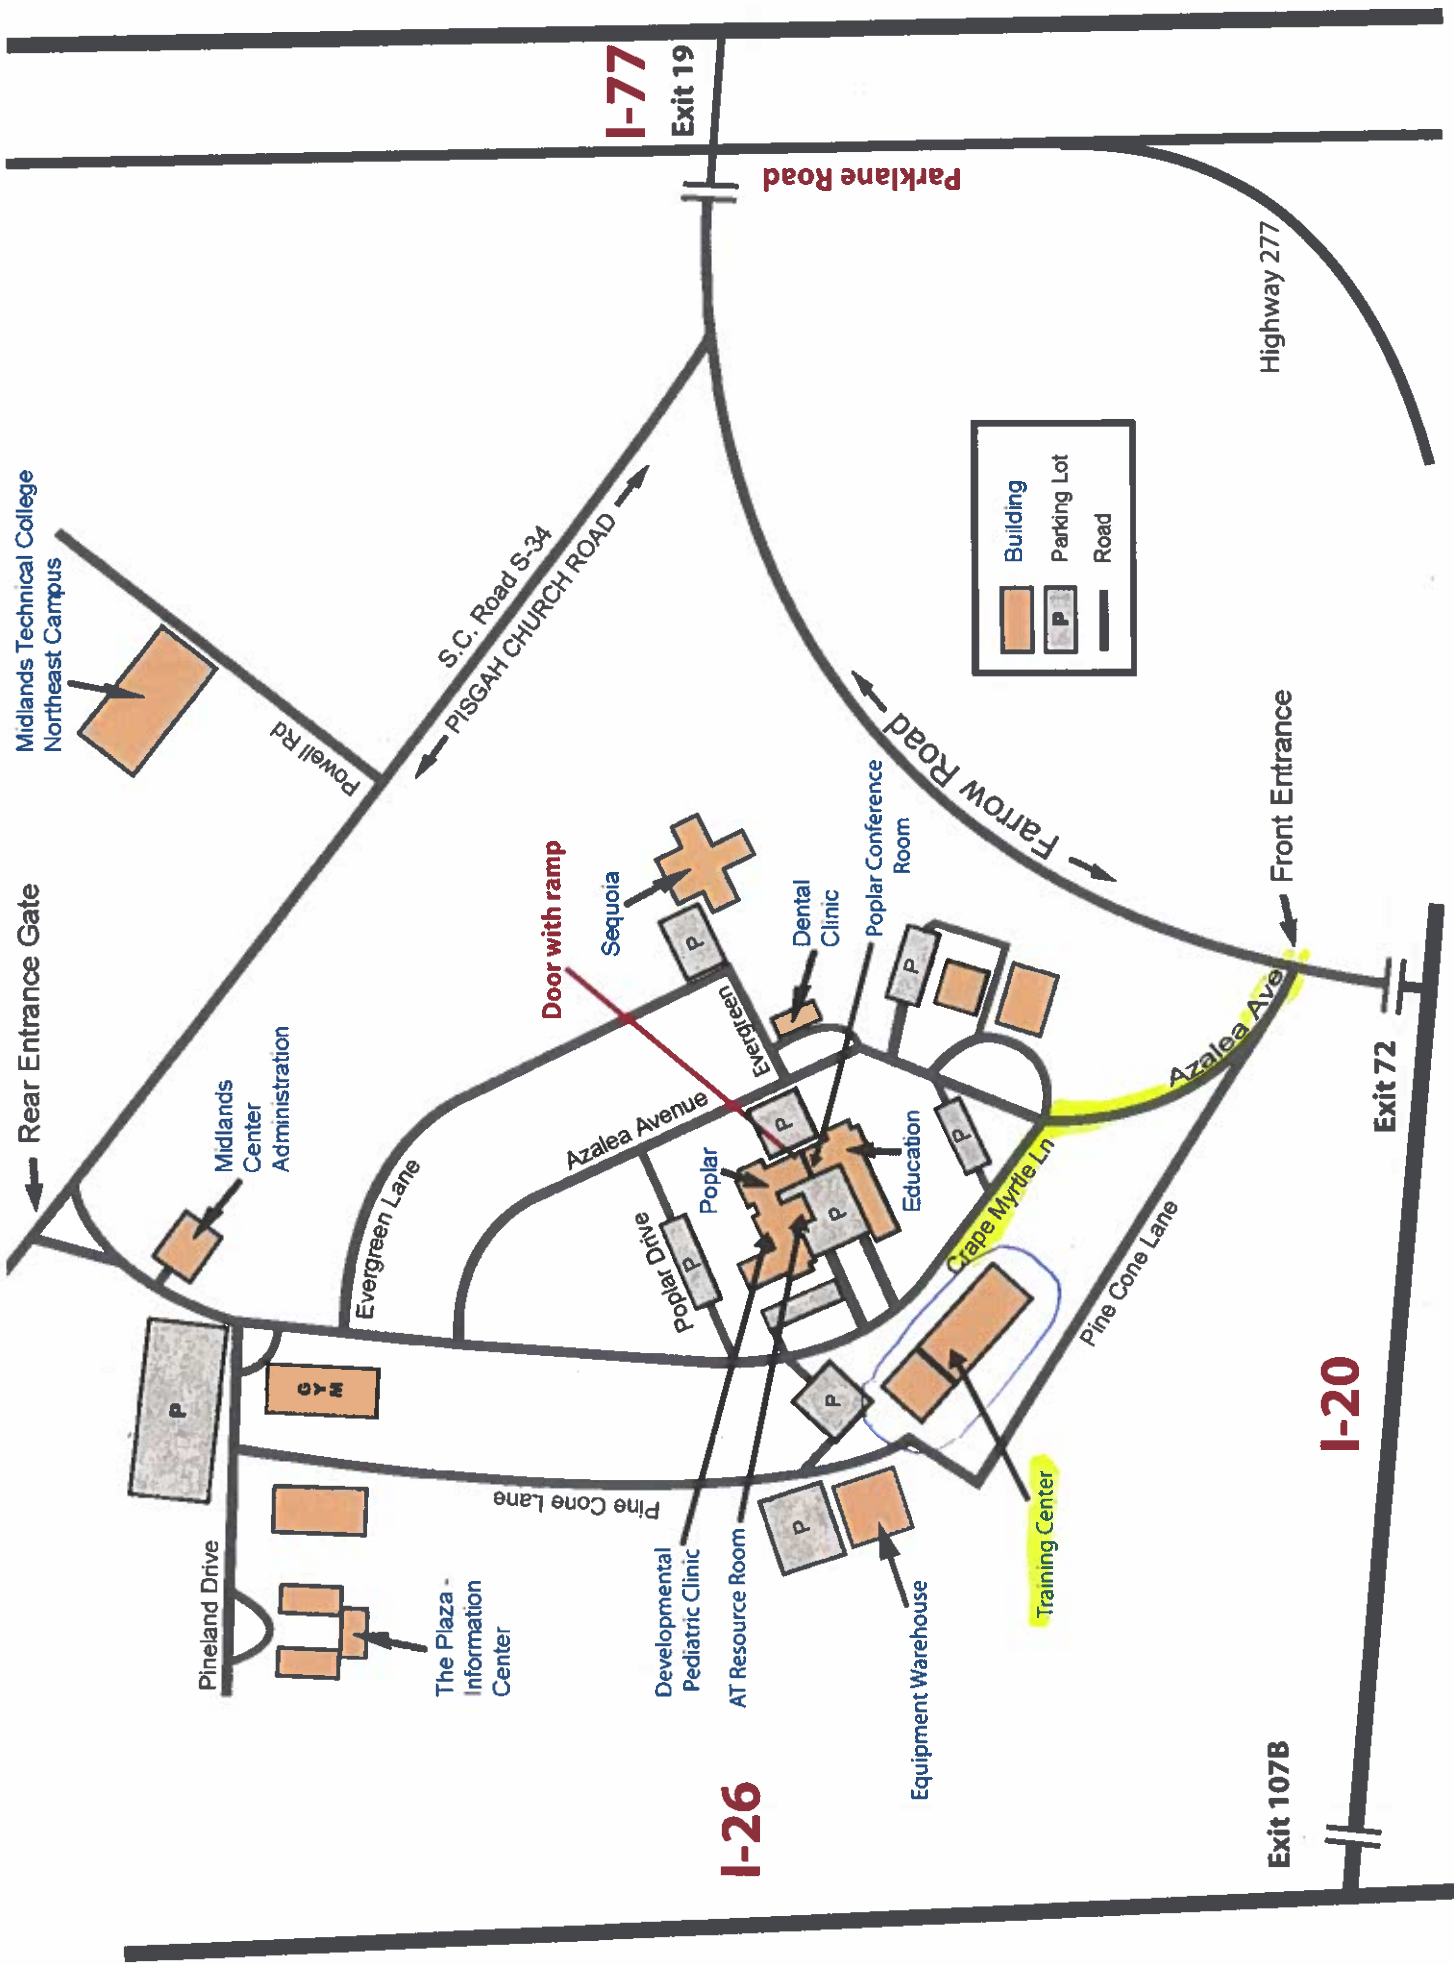 Rear Entrance Gate
Midlands Technical College
Northeast Campus
Powell Rd
S.C. Road S-34
PISGAH CHURCH ROAD
I-77
Exit 19
Parklane Road
Highway 277
Midlands
Center
Administration
Pineland Drive
P
G
Y
M
Evergreen Lane
The Plaza -
Information
Center
Pine Cone Lane
Azalea Avenue
Door with ramp
Sequoia
P
Evergreen
Dental
Clinic
Poplar Conference
Room
Poplar Drive
P
Poplar
P
P
Education
P
P
Farrow Road
Building
P
Parking Lot
Road
Front Entrance
Azalea Ave
Crape Myrtle Ln
Pine Cone Lane
P
P
Developmental
Pediatric Clinic
AT Resource Room
Equipment Warehouse
Training Center
I-26
Exit 107B
I-20
Exit 72